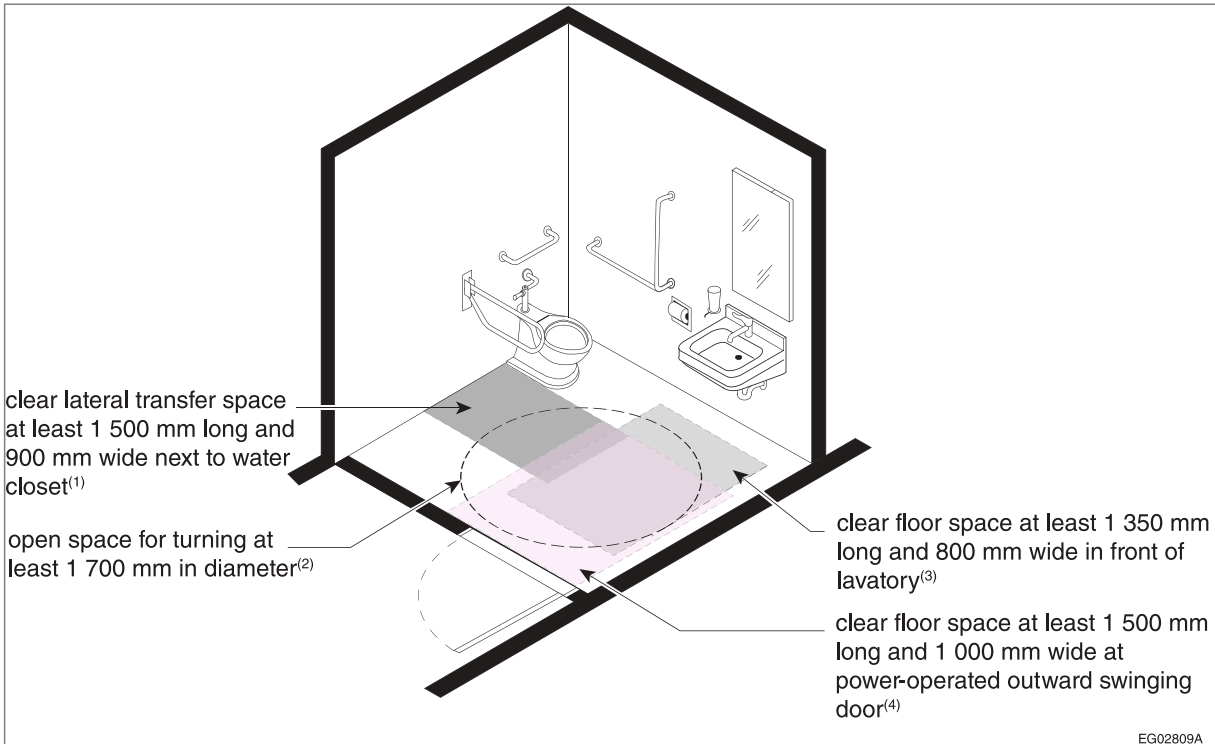 clear lateral transfer space
at least 1 500 mm long and
900 mm wide next to water
closet(1)
open space for turning at
least 1 700 mm in diameter(2)
clear floor space at least 1 350 mm
long and 800 mm wide in front of
lavatory(3)
clear floor space at least 1 500 mm
long and 1 000 mm wide at
power-operated outward swinging
door(4)
EG02809A